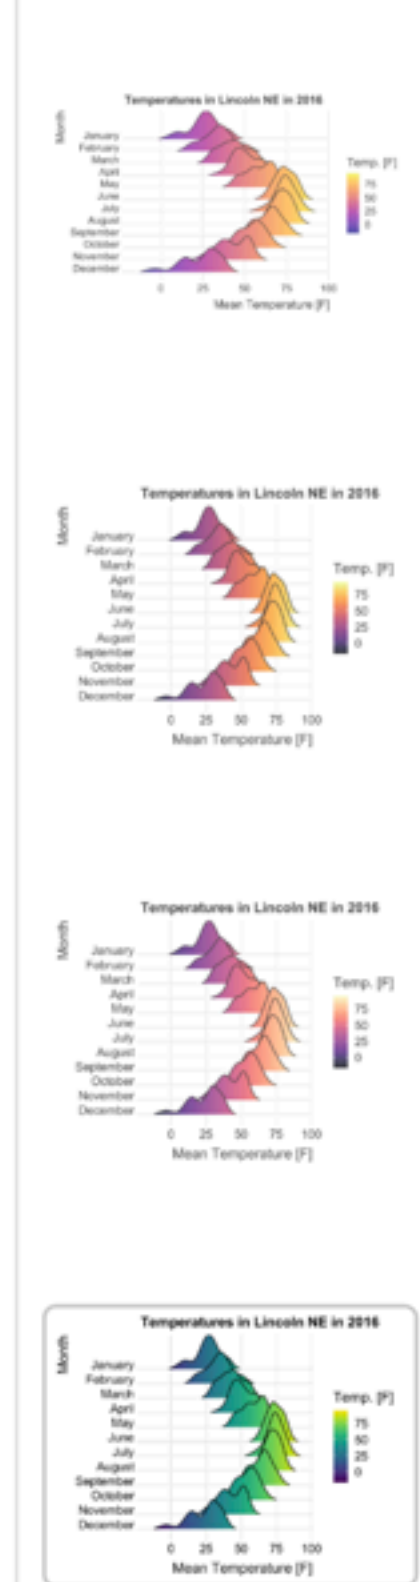 Temperatures in Lincoln NE in 2016
Month
January
February
March
April
May
June
July
August
September
October
November
December
Temp. [F]
75
50
25
0
0 25 50 75 100
Mean Temperature [F]
Temperatures in Lincoln NE in 2016
Month
January
February
March
April
May
June
July
August
September
October
November
December
Temp. [F]
75
50
25
0
0 25 50 75 100
Mean Temperature [F]
Temperatures in Lincoln NE in 2016
Month
January
February
March
April
May
June
July
August
September
October
November
December
Temp. [F]
75
50
25
0
0 25 50 75 100
Mean Temperature [F]
Temperatures in Lincoln NE in 2016
Month
January
February
March
April
May
June
July
August
September
October
November
December
Temp. [F]
75
50
25
0
0 25 50 75 100
Mean Temperature [F]